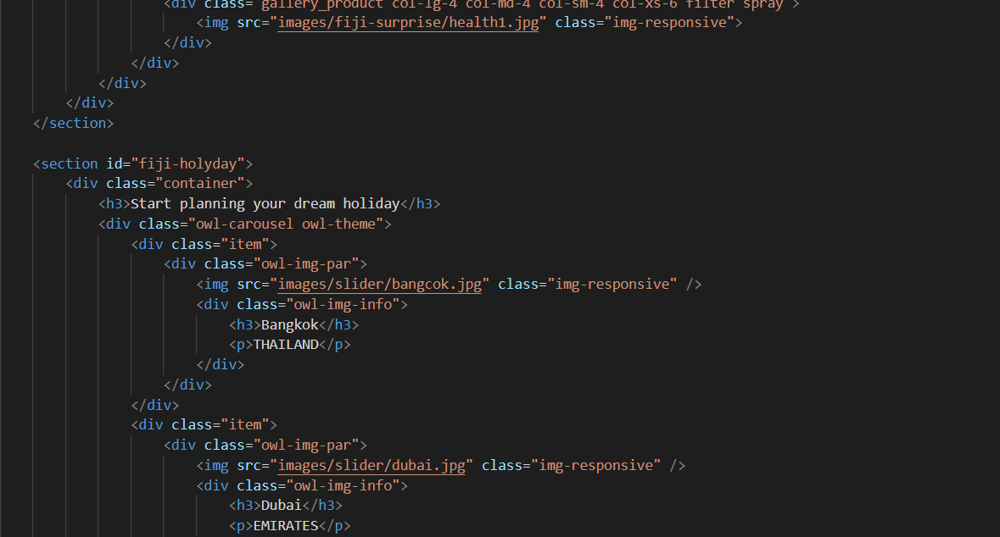 <div class="gallery_product col-lg-4 col-md-4 col-sm-4 col-xs-6 filter spray">
<img src="images/fiji-surprise/health1.jpg" class="img-responsive">
</div>
</div>
</div>
</div>
</section>
<section id="fiji-holyday">
<div class="container">
<h3>Start planning your dream holiday</h3>
<div class="owl-carousel owl-theme">
<div class="item">
<div class="owl-img-par">
<img src="images/slider/bangcok.jpg" class="img-responsive" />
<div class="owl-img-info">
<h3>Bangkok</h3>
<p>THAILAND</p>
</div>
</div>
</div>
<div class="item">
<div class="owl-img-par">
<img src="images/slider/dubai.jpg" class="img-responsive" />
<div class="owl-img-info">
<h3>Dubai</h3>
<p>EMIRATES</p>